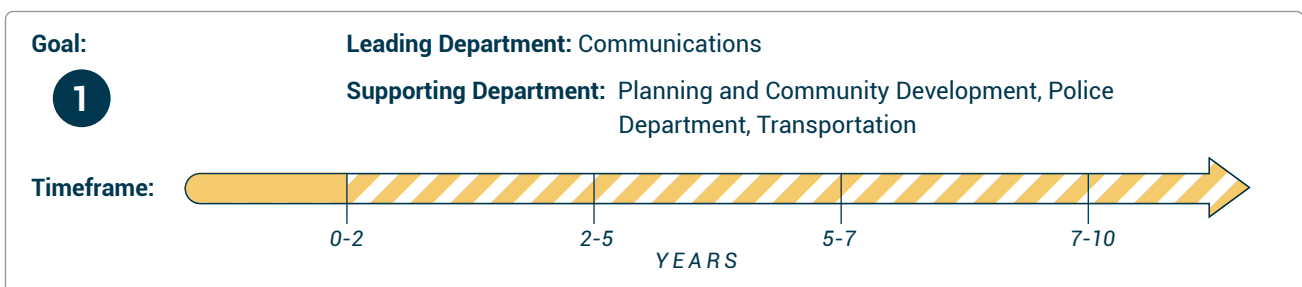 Goal:
Leading Department: Communications
1
Supporting Department: Planning and Community Development, Police
Department, Transportation
Timeframe:
0-2
2-5
5-7
7-10
YEARS